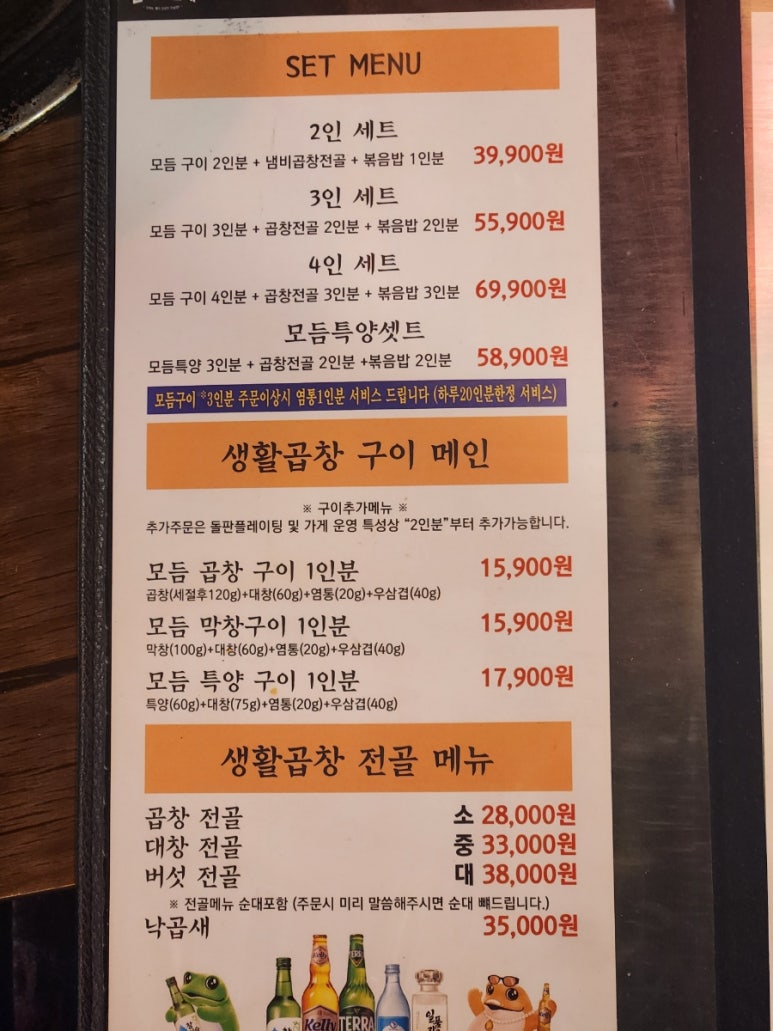 SET MENU
2인 세트
모듬 구이 2인분 + 냄비곱창전골 + 볶음밥 1인분 39,900원
3인 세트
모듬 구이 3인분 + 곱창전골 2인분 + 볶음밥 2인분 55,900원
4인 세트
모듬 구이 4인분 + 곱창전골 3인분 + 볶음밥 3인분 69,900원
모듬특양셋트
모듬특양 3인분 + 곱창전골 2인분 +볶음밥 2인분 58,900원
모듬구이 *3인분 주문이상시 염통1인분 서비스 드립니다 (하루20인분한정 서비스)
생활곱창 구이 메인
※ 구이추가메뉴 ※
추가주문은 돌판플레이팅 및 가게 운영 특성상 “2인분”부터 추가가능합니다.
모듬 곱창 구이 1인분 15,900원
곱창(세절후120g)+대창(60g)+염통(20g)+우삼겹(40g)
모듬 막창구이 1인분 15,900원
막창(100g)+대창(60g)+염통(20g)+우삼겹(40g)
모듬 특양 구이 1인분 17,900원
특양(60g)+대창(75g)+염통(20g)+우삼겹(40g)
생활곱창 전골 메뉴
곱창 전골 소 28,000원
대창 전골 중 33,000원
버섯 전골 대 38,000원
※ 전골메뉴 순대포함 (주문시 미리 말씀해주시면 순대 빼드립니다.)
낙곱새 35,000원
Kelly
TERRA
일품